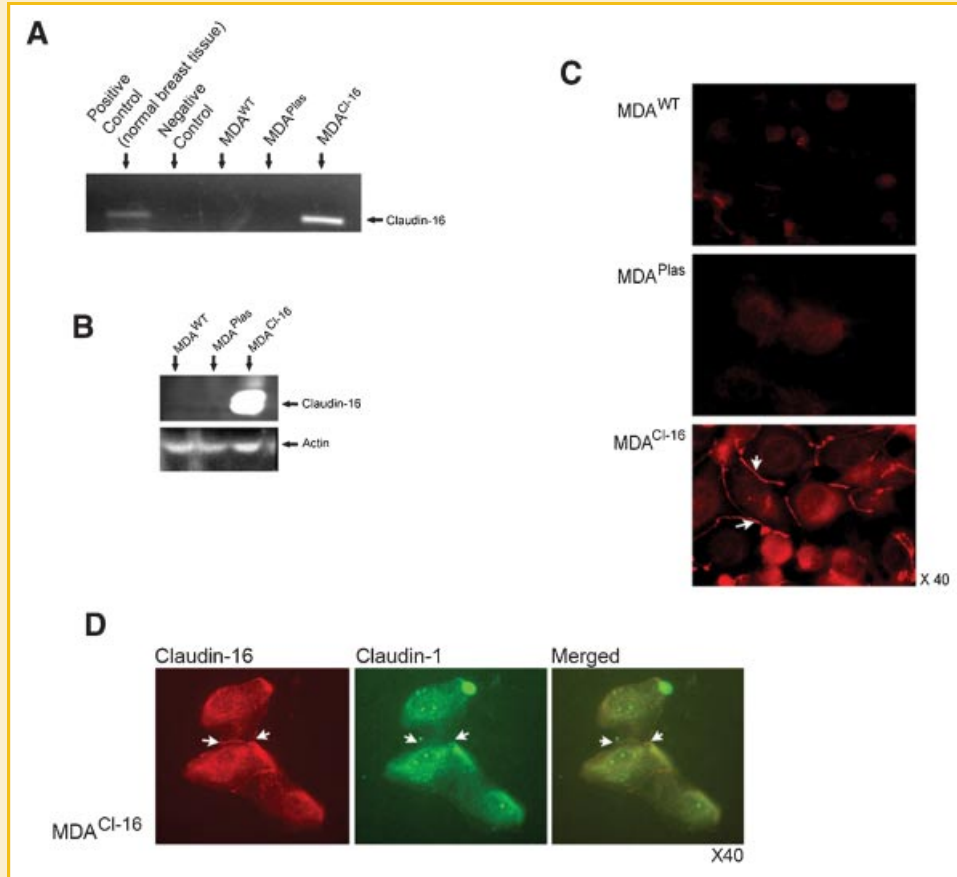 A
Positive
Control
(normal breast tissue)
Negative
Control
MDAWT
MDAPlas
MDACl-16
Claudin-16
B
MDAWT
MDAPlas
MDACl-16
Claudin-16
Actin
C
MDAWT
MDAPlas
MDACl-16
X 40
D
Claudin-16 Claudin-1 Merged
MDACl-16
X40